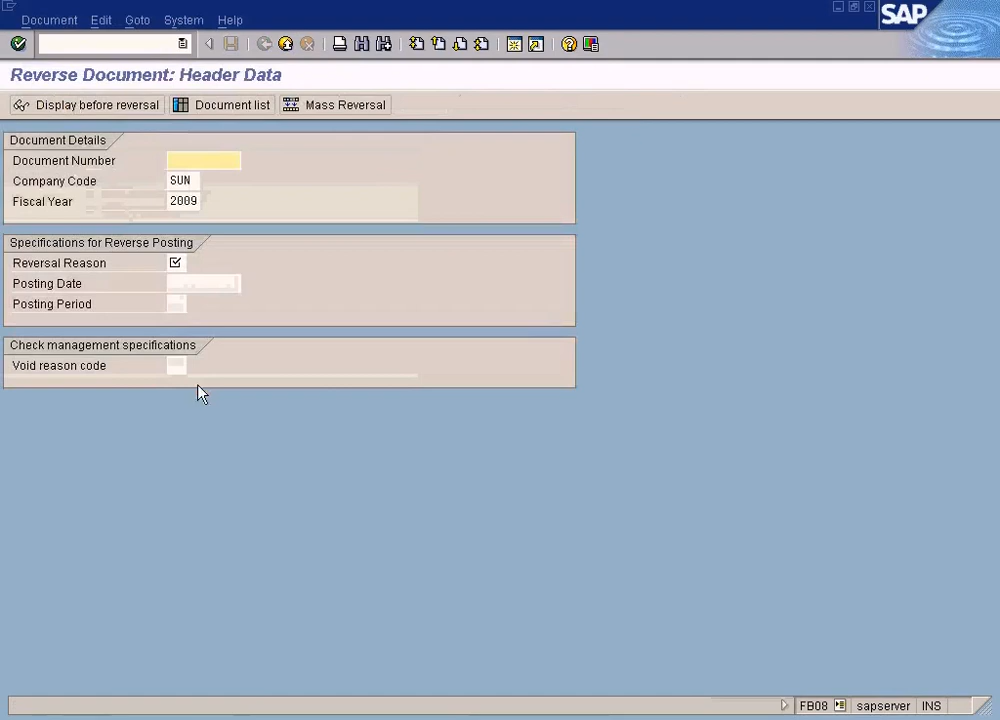 Document Edit Goto System Help
SAP
Reverse Document: Header Data
Display before reversal Document list Mass Reversal
Document Details
Document Number
Company Code SUN
Fiscal Year 2009
Specifications for Reverse Posting
Reversal Reason
Posting Date
Posting Period
Check management specifications
Void reason code
FB08 sapserver INS